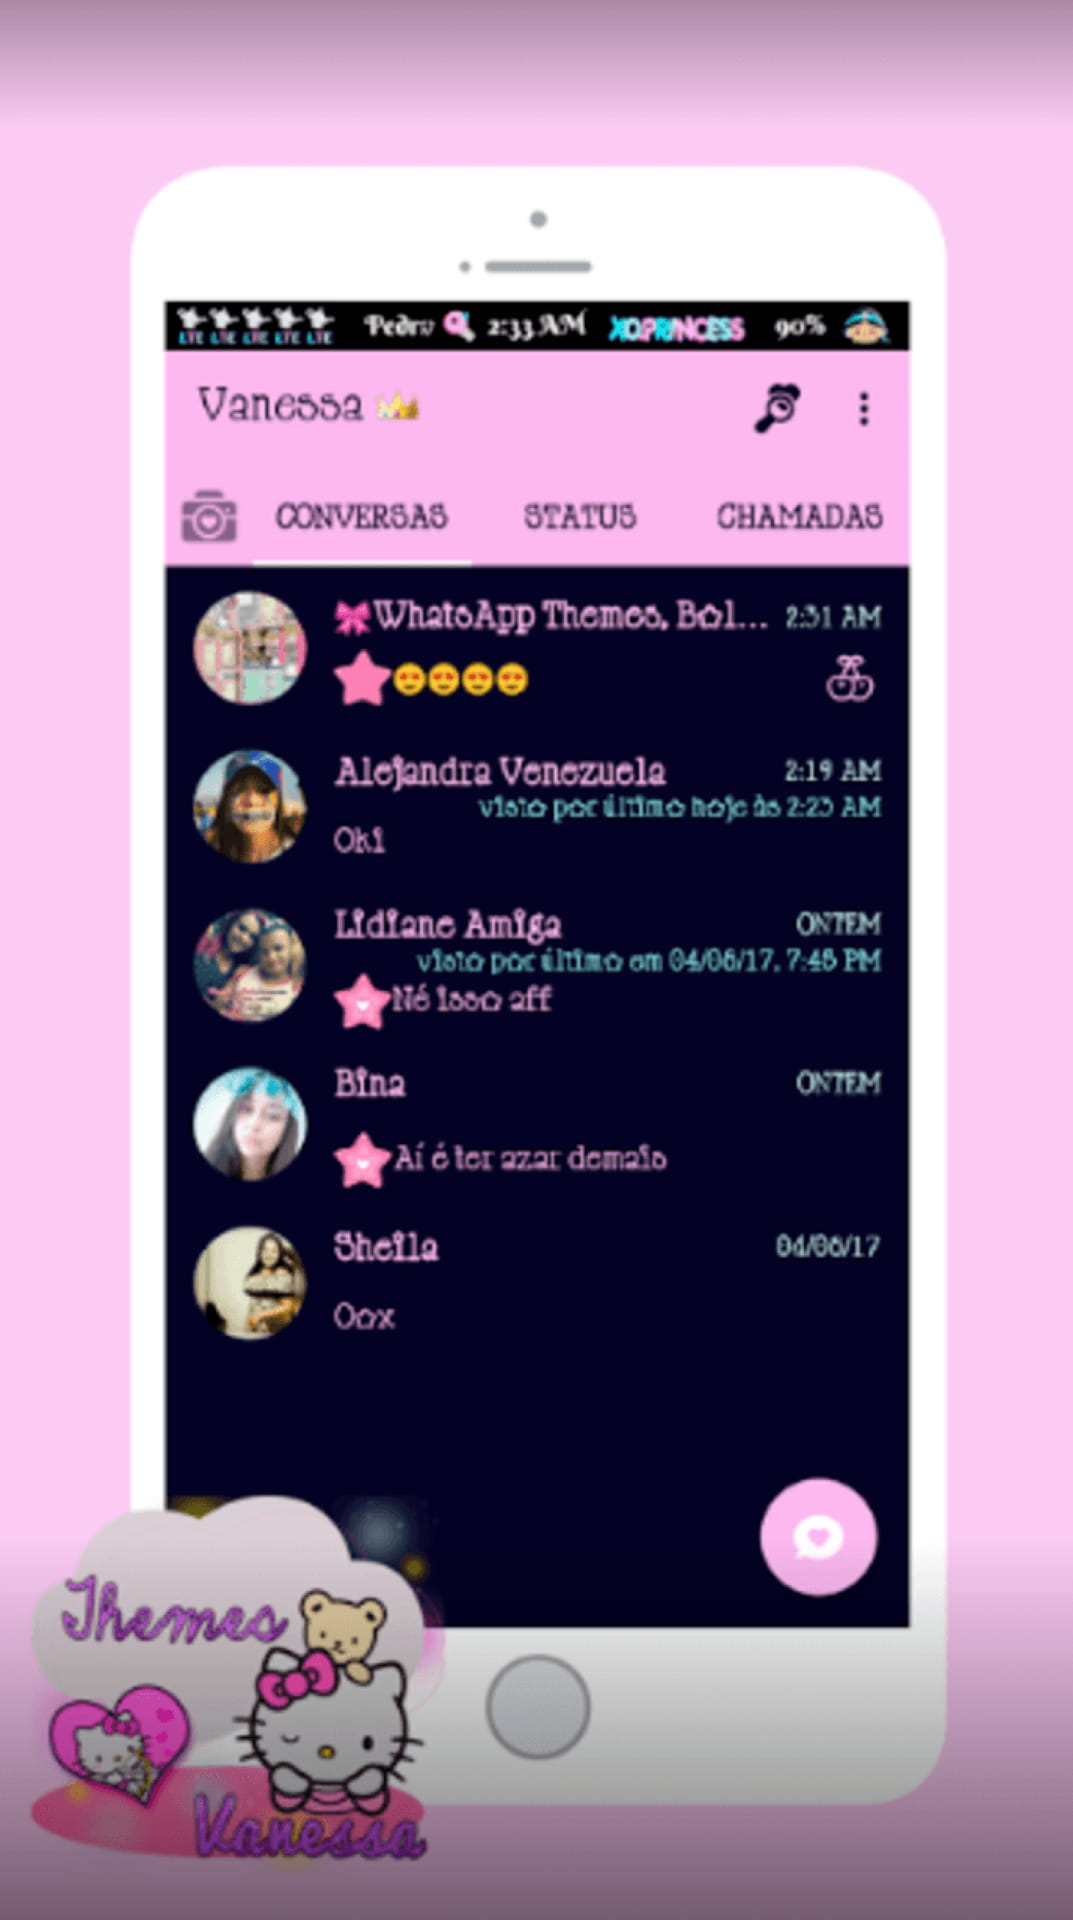 LTE LTE LTE LTE LTE Pedro 2:33 AM XO.PRINCESS 90%
Vanessa 👑
CONVERSAS STATUS CHAMADAS
🎀WhatsApp Themes, Bol... 2:31 AM
😍😍😍😍
Alejandra Venezuela 2:19 AM
visto por último hoje às 2:23 AM
Oki
Lidiane Amiga ONTEM
visto por último em 04/06/17, 7:48 PM
Né isso aff
Bina ONTEM
Aí é ter azar demais
Sheila 04/06/17
Oox
Themes
Vanessa